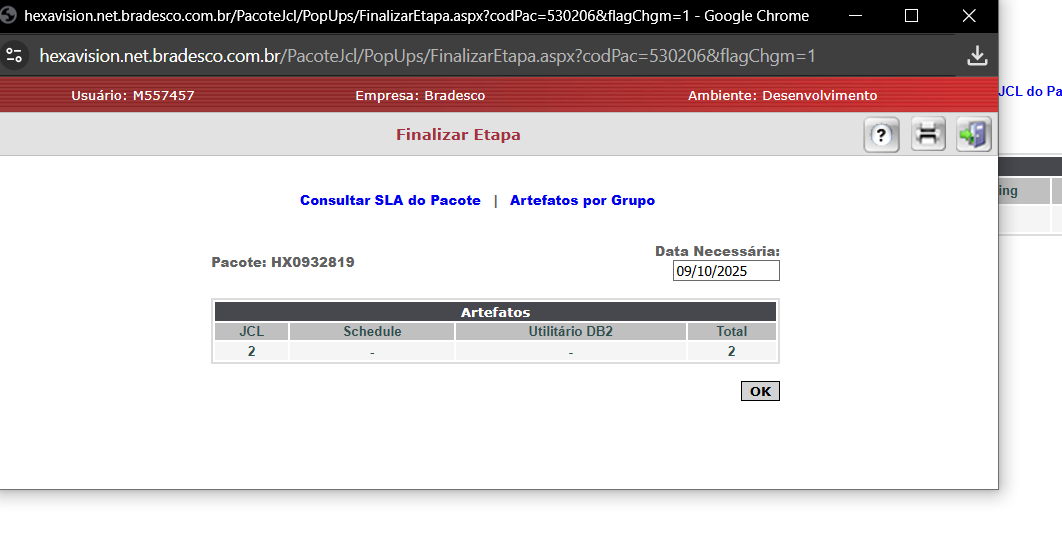 hexavision.net.bradesco.com.br/PacoteJcl/PopUps/FinalizarEtapa.aspx?codPac=530206&flagChgm=1 - Google Chrome
hexavision.net.bradesco.com.br/PacoteJcl/PopUps/FinalizarEtapa.aspx?codPac=530206&flagChgm=1
Usuário: M557457 Empresa: Bradesco Ambiente: Desenvolvimento
JCL do Pa
Finalizar Etapa
ing
Consultar SLA do Pacote | Artefatos por Grupo
Data Necessária:
Pacote: HX0932819
09/10/2025
Artefatos
JCL Schedule Utilitário DB2 Total
2 - - 2
OK